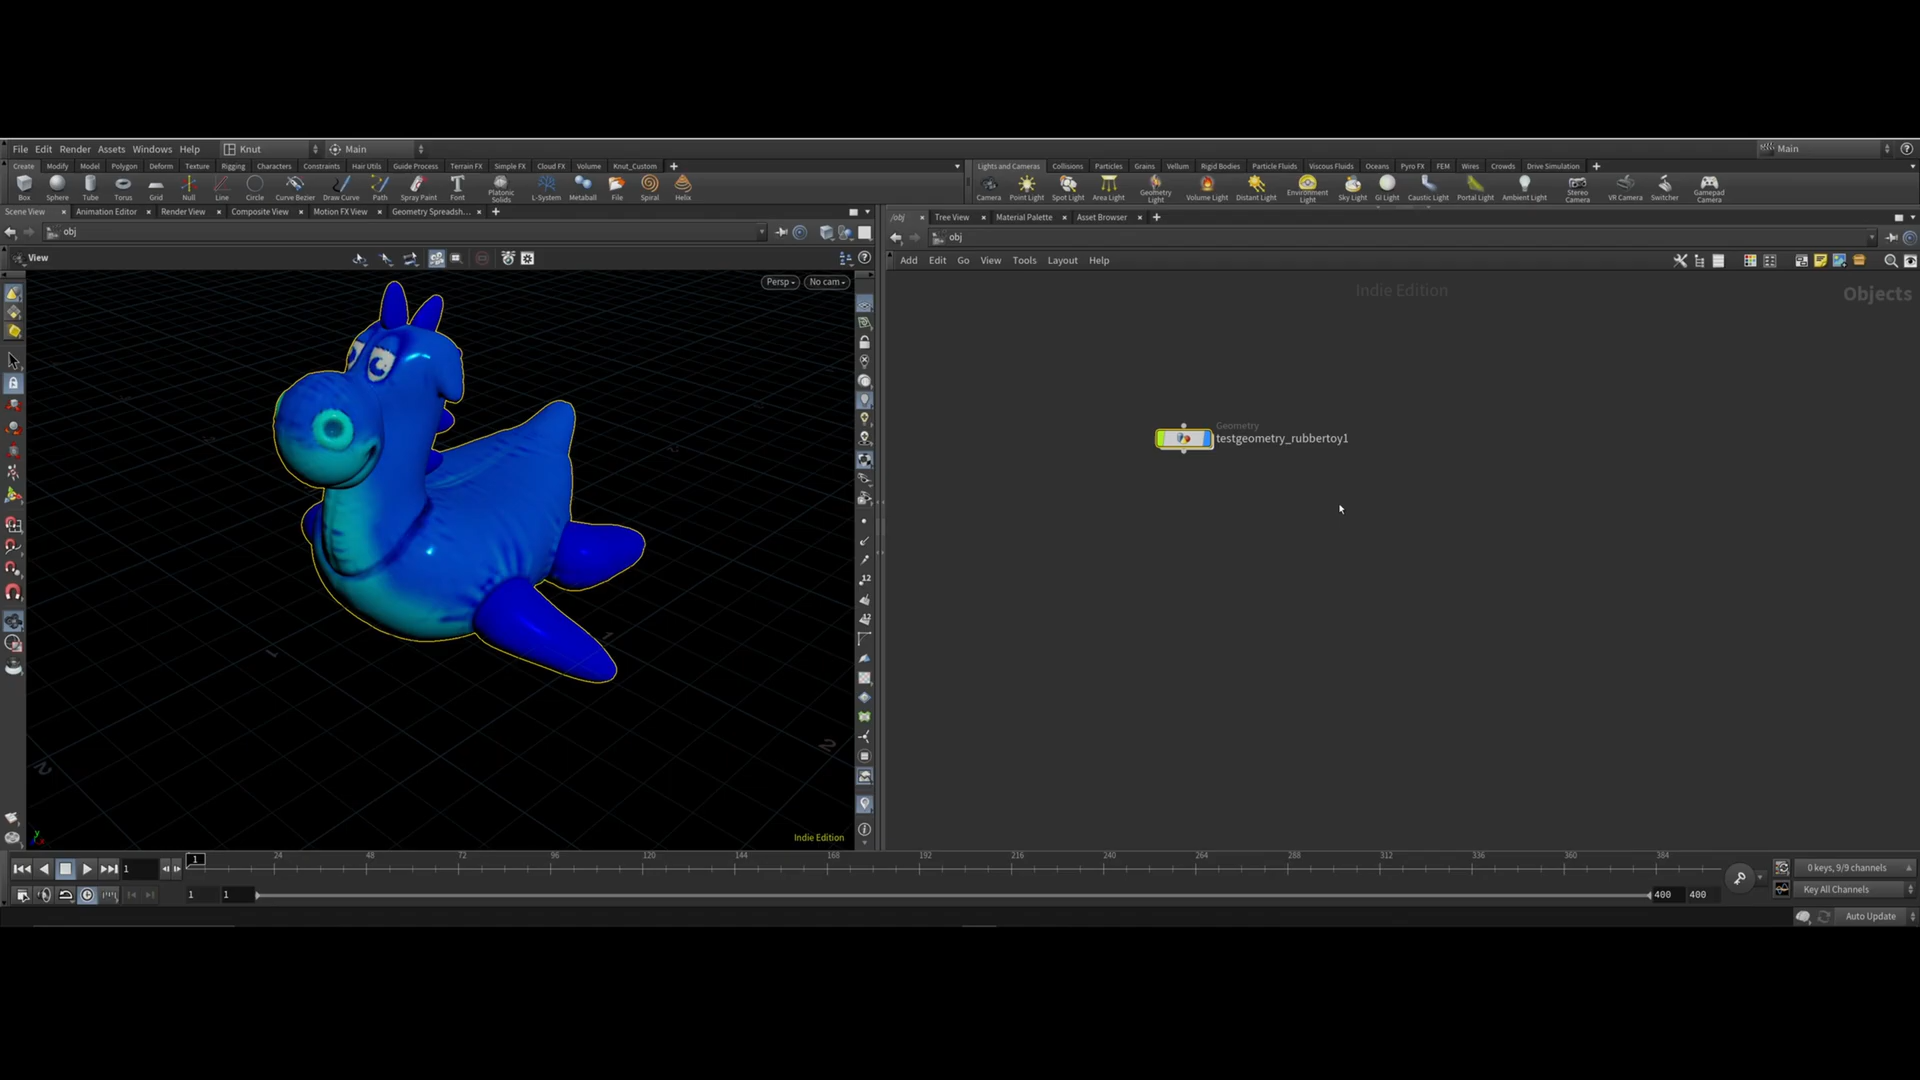 File Edit Render Assets Windows Help Knut Main Main
Create Modify Model Polygon Deform Texture Rigging Characters Constraints Hair Utils Guide Process Terrain FX Simple FX Cloud FX Volume Knut_Custom
Lights and Cameras Collisions Particles Grains Vellum Rigid Bodies Particle Fluids Viscous Fluids Oceans Pyro FX FEM Wires Crowds Drive Simulation
Box Sphere Tube Torus Grid Null Line Circle Curve Bezier Draw Curve Path Spray Paint Font Platonic Solids L-System Metaball File Spiral Helix
Camera Point Light Spot Light Area Light Geometry Light Volume Light Distant Light Environment Light Sky Light GI Light Caustic Light Portal Light Ambient Light Stereo Camera VR Camera Switcher Gamepad Camera
Scene View Animation Editor Render View Composite View Motion FX View Geometry Spreadsh...
/obj Tree View Material Palette Asset Browser
obj
obj
View
Add Edit Go View Tools Layout Help
Persp No cam
Indie Edition
Objects
Geometry
testgeometry_rubbertoy1
1
2
2
12
Indie Edition
y
x
1 1 24 48 72 96 120 144 168 192 216 240 264 288 312 336 360 384
0 keys, 9/9 channels
1 1 400 400
Key All Channels
Auto Update